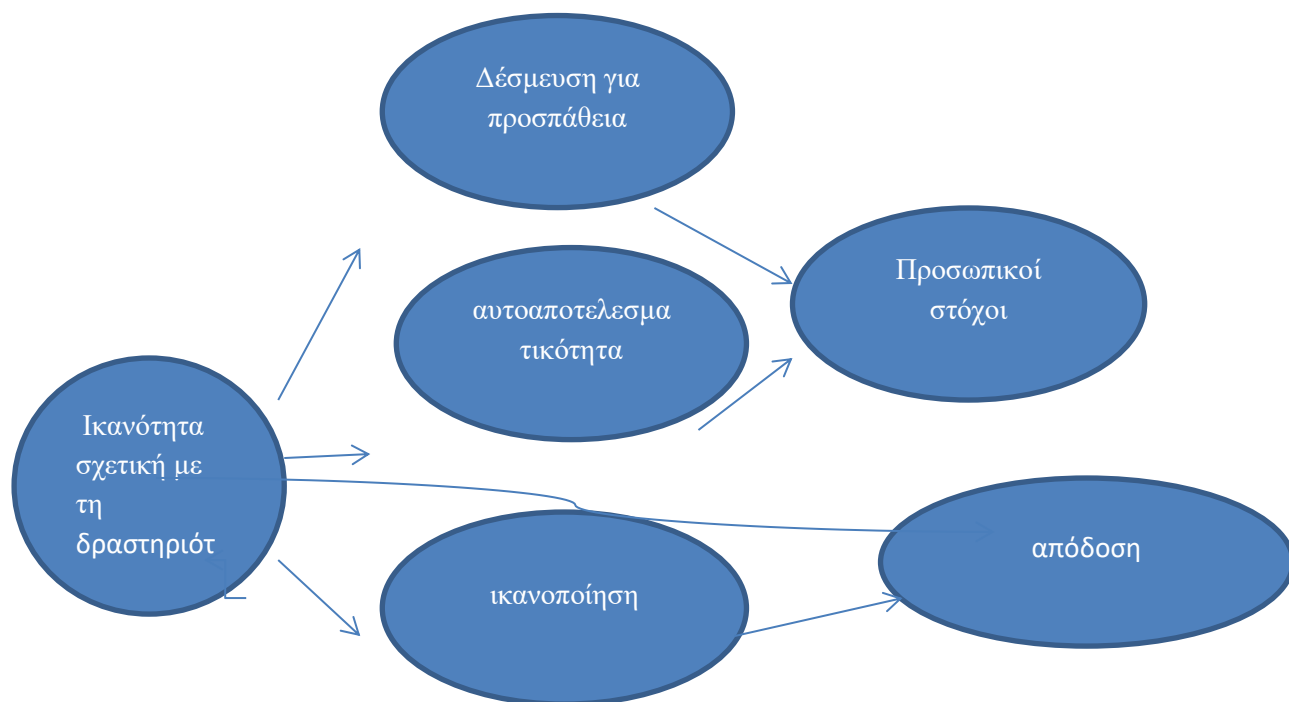 Δέσμευση για
προσπάθεια
Προσωπικοί
στόχοι
αυτοαποτελεσμα
τικότητα
Ικανότητα
σχετική με
τη
δραστηριότ
ικανοποίηση
απόδοση